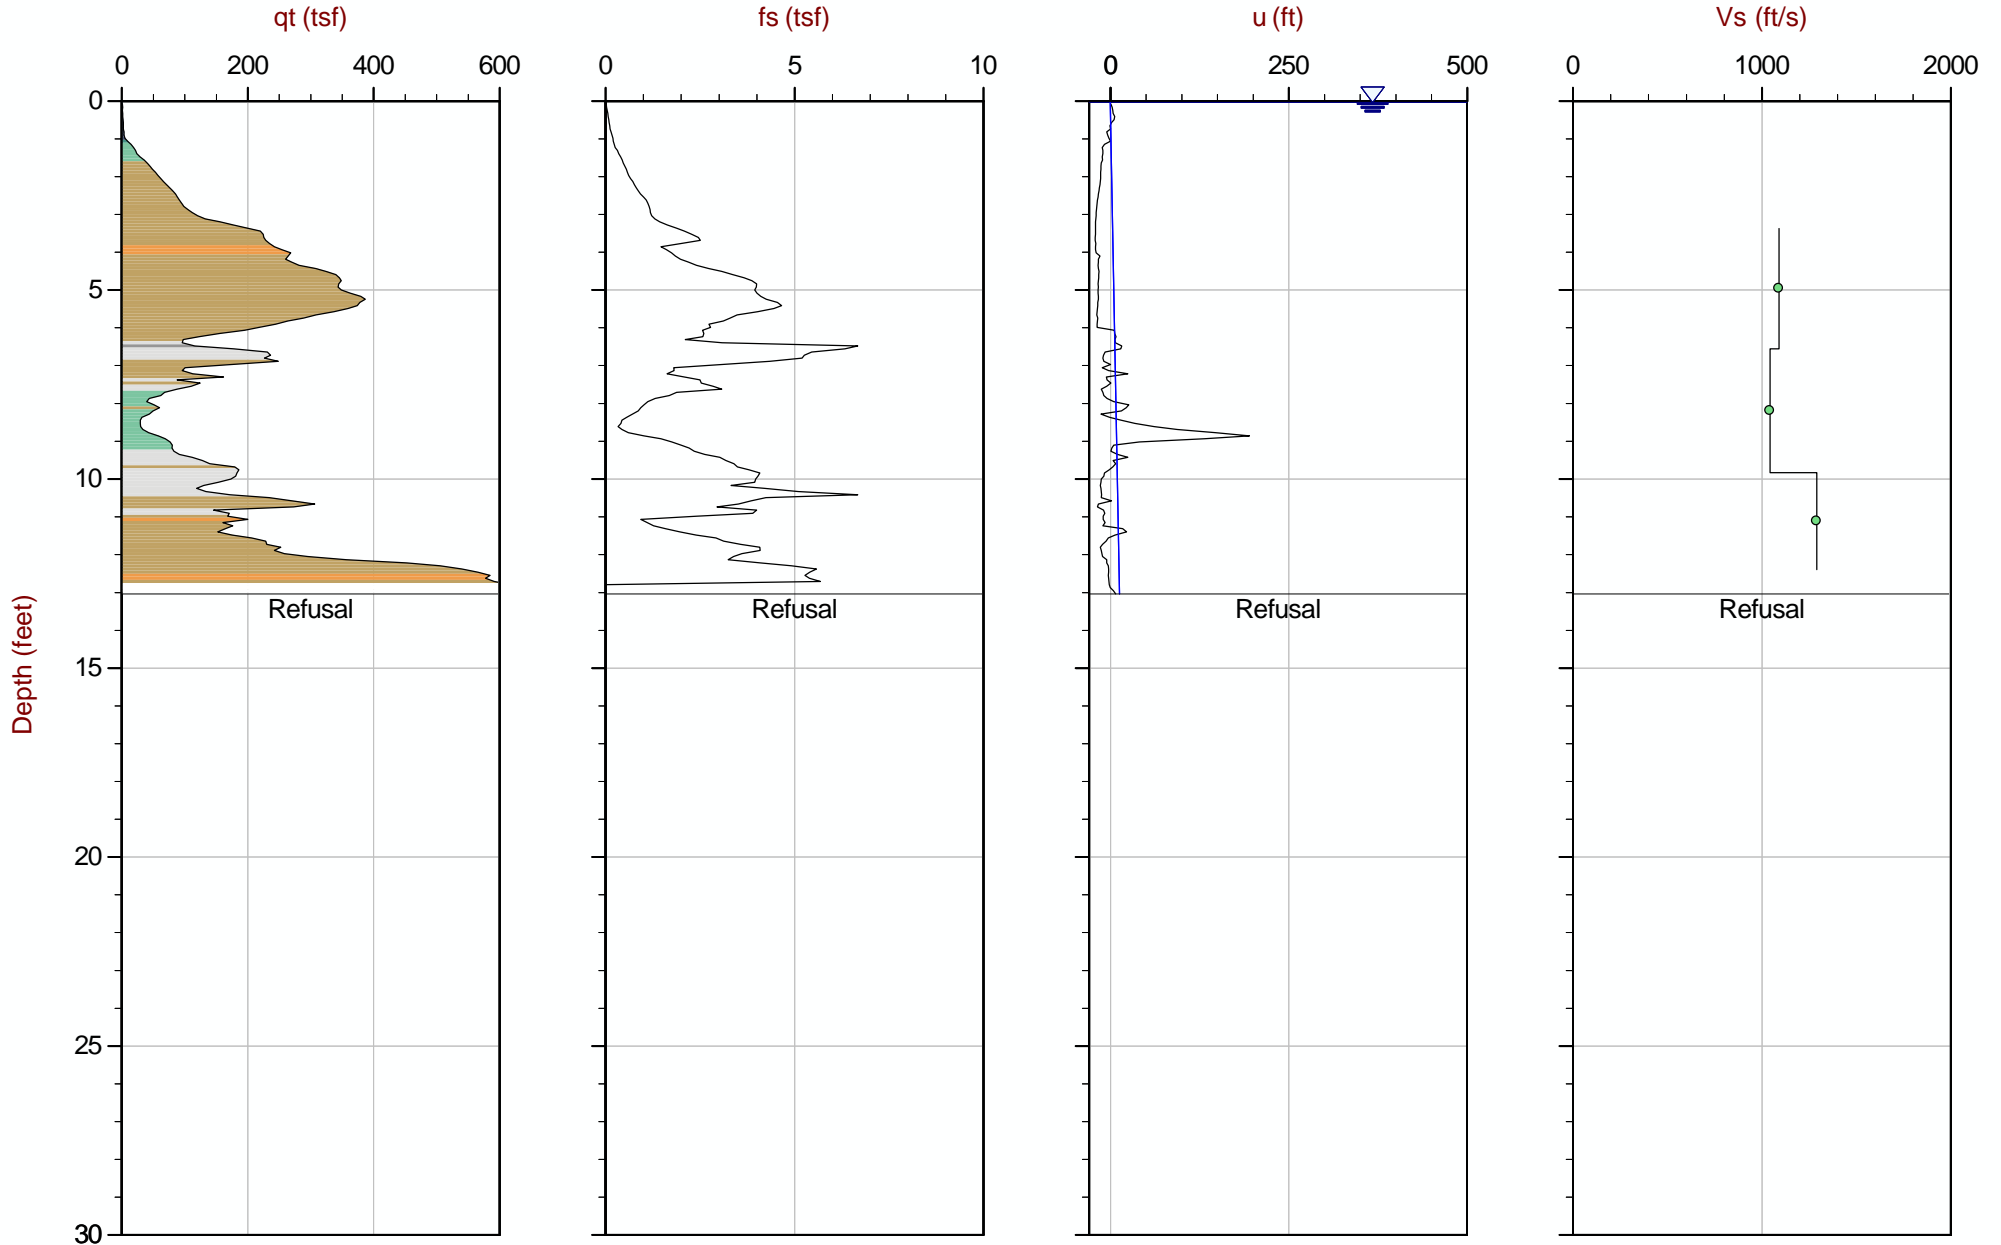 qt (tsf)
fs (tsf)
u (ft)
Vs (ft/s)
0 200 400 600
0 5 10
0 250 500
0 1000 2000
0
5
10
15
20
25
30
Depth (feet)
Refusal
Refusal
Refusal
Refusal